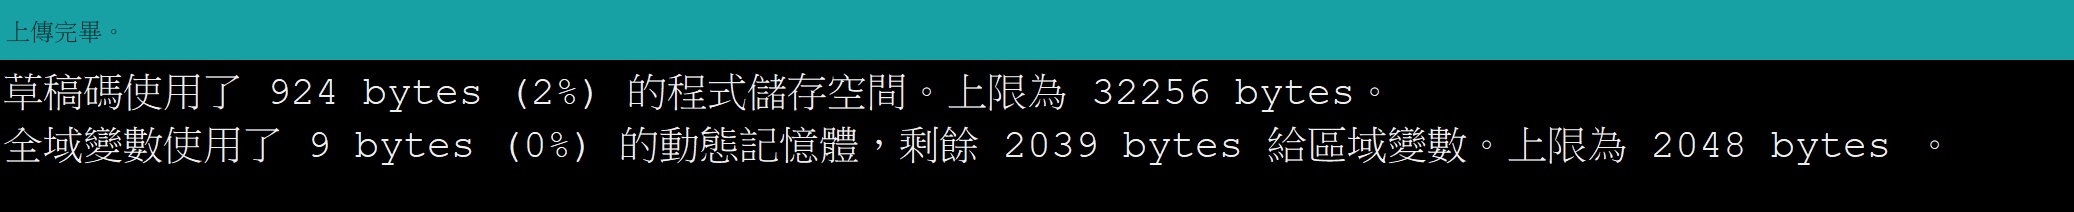 上傳完畢。
草稿碼使用了 924 bytes (2%) 的程式儲存空間。上限為 32256 bytes。
全域變數使用了 9 bytes (0%) 的動態記憶體，剩餘 2039 bytes 給區域變數。上限為 2048 bytes 。